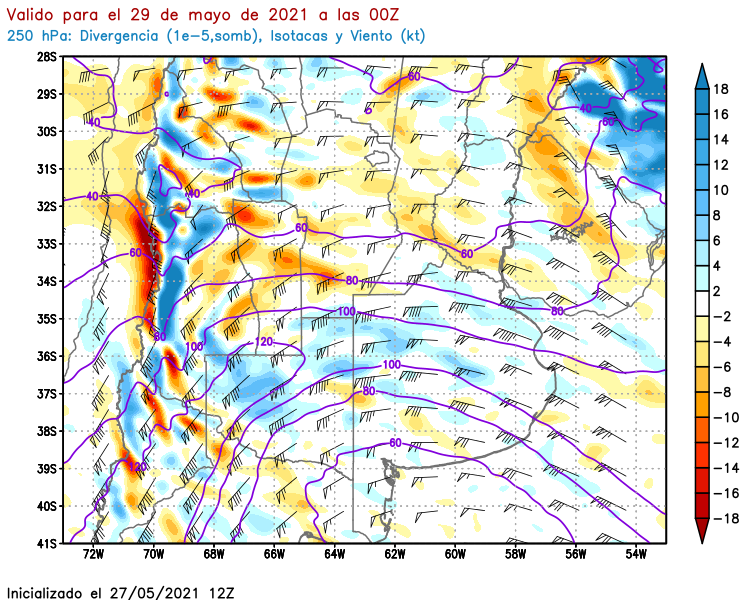 Valido para el 29 de mayo de 2021 a las 00Z
250 hPa: Divergencia (1e-5,somb), Isotacas y Viento (kt)
28S
29S
30S
31S
32S
33S
34S
35S
36S
37S
38S
39S
40S
41S
72W 70W 68W 66W 64W 62W 60W 58W 56W 54W
18
16
14
12
10
8
6
4
2
-2
-4
-6
-8
-10
-12
-14
-16
-18
60
40
40
60
40
40
60
60
60
80
100
80
80
100
120
100
80
60
120
Inicializado el 27/05/2021 12Z